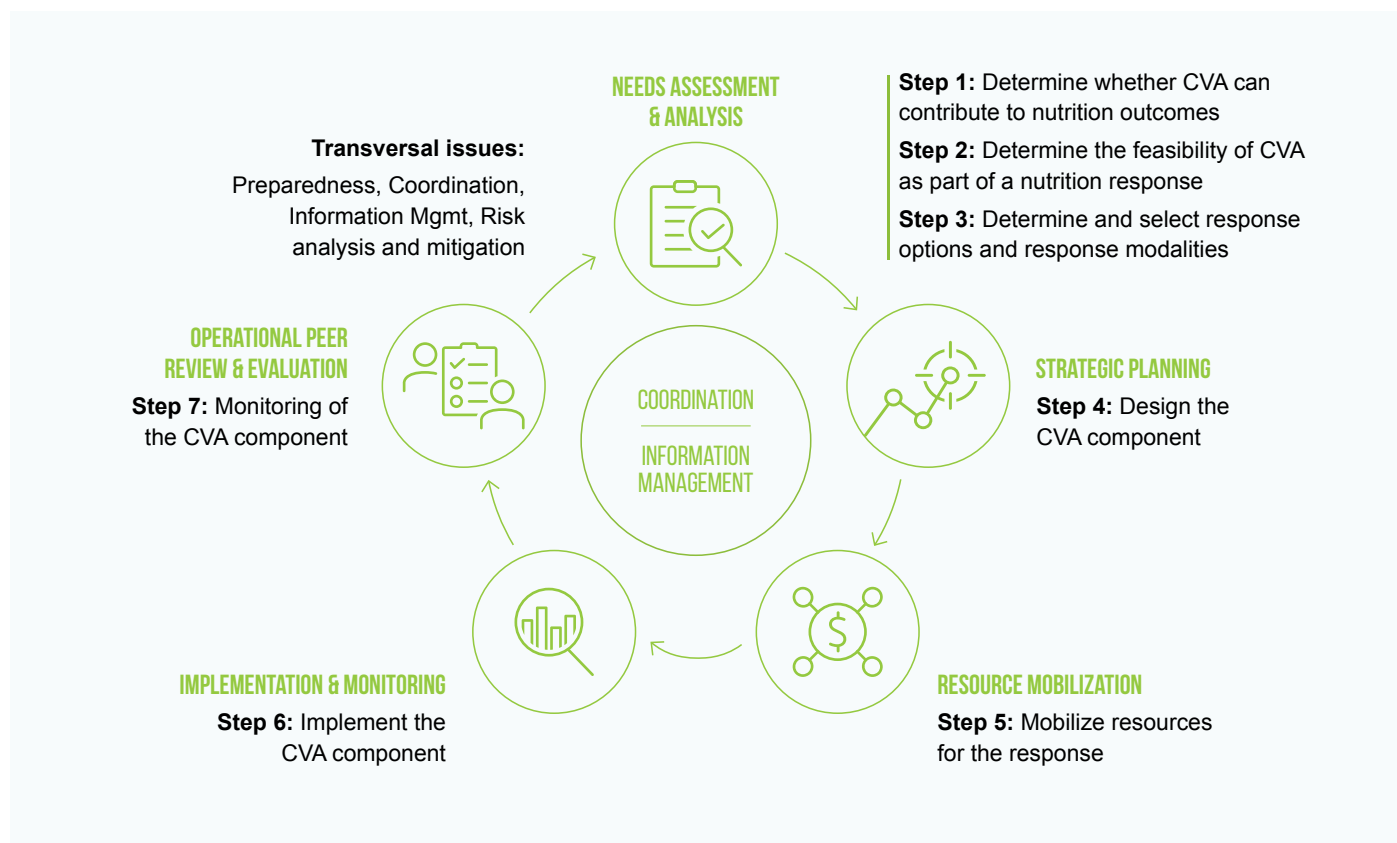 NEEDS ASSESSMENT
& ANALYSIS
Step 1: Determine whether CVA can
contribute to nutrition outcomes
Step 2: Determine the feasibility of CVA
as part of a nutrition response
Step 3: Determine and select response
options and response modalities
Transversal issues:
Preparedness, Coordination,
Information Mgmt, Risk
analysis and mitigation
OPERATIONAL PEER
REVIEW & EVALUATION
Step 7: Monitoring of
the CVA component
COORDINATION
INFORMATION
MANAGEMENT
STRATEGIC PLANNING
Step 4: Design the
CVA component
IMPLEMENTATION & MONITORING
Step 6: Implement the
CVA component
$
RESOURCE MOBILIZATION
Step 5: Mobilize resources
for the response